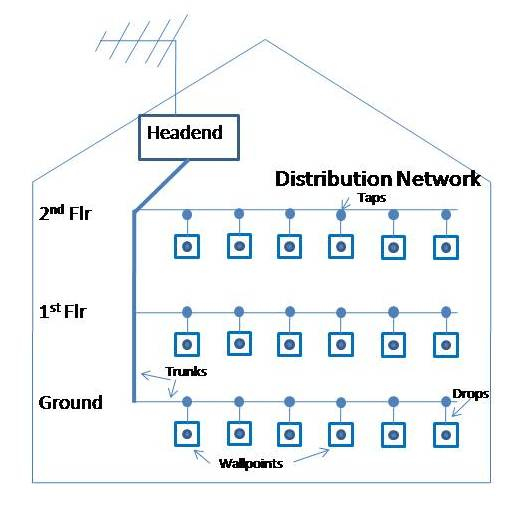 Headend
Distribution Network
Taps
2nd Flr
1st Flr
Trunks
Ground
Drops
Wallpoints